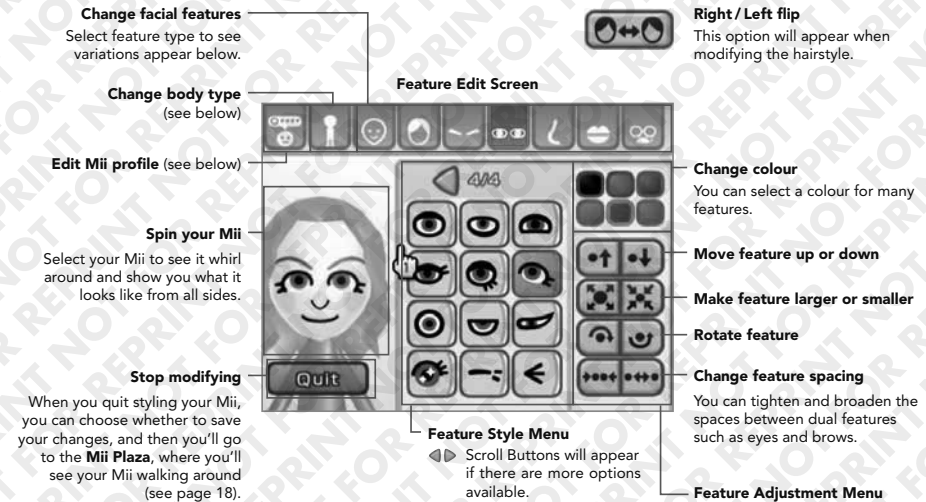 Change facial features
Select feature type to see
variations appear below.
Change body type
(see below)
Edit Mii profile (see below)
Spin your Mii
Select your Mii to see it whirl
around and show you what it
looks like from all sides.
Stop modifying
When you quit styling your Mii,
you can choose whether to save
your changes, and then you'll go
to the Mii Plaza, where you'll
see your Mii walking around
(see page 18).
Feature Edit Screen
4/4
Quit
Feature Style Menu
Scroll Buttons will appear
if there are more options
available.
Right / Left flip
This option will appear when
modifying the hairstyle.
Change colour
You can select a colour for many
features.
Move feature up or down
Make feature larger or smaller
Rotate feature
Change feature spacing
You can tighten and broaden the
spaces between dual features
such as eyes and brows.
Feature Adjustment Menu
NOT FOR REPRINT